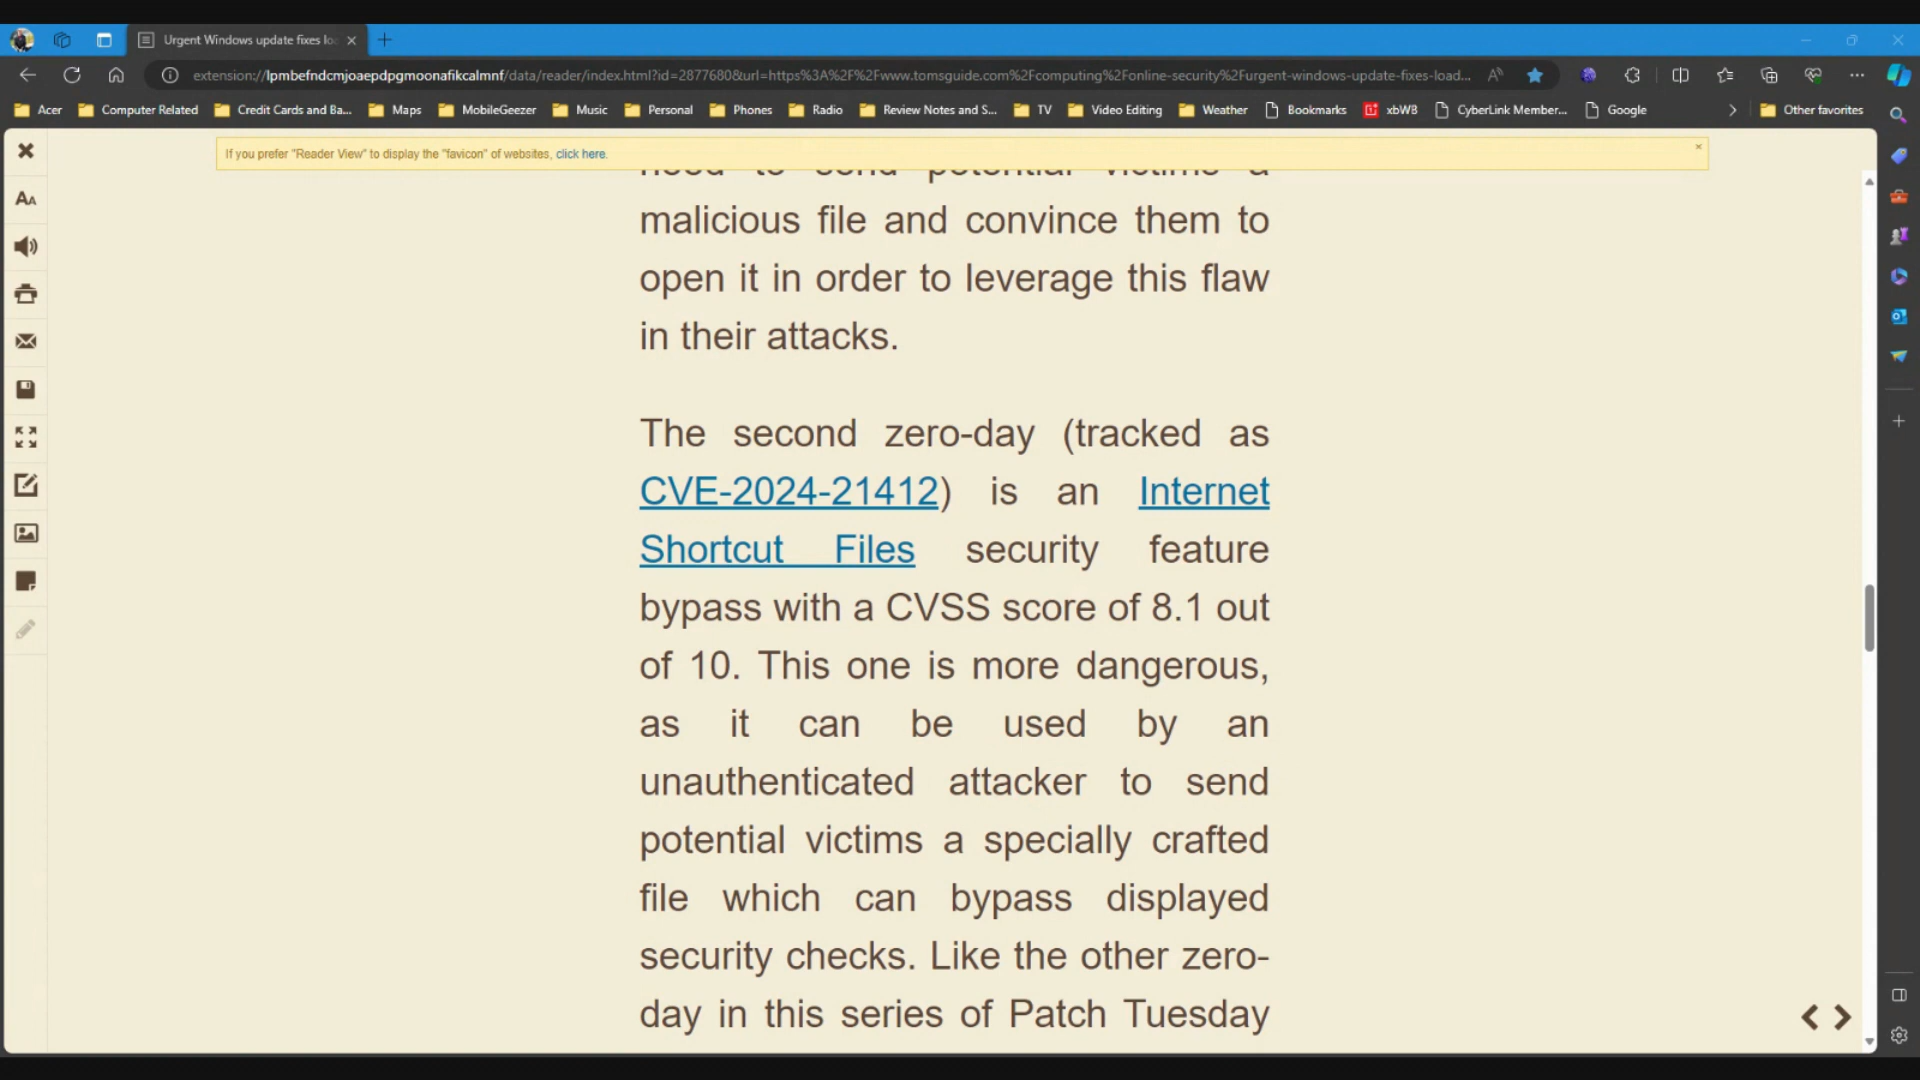 Urgent Windows update fixes lo
extension://lpmbefndcmjoaepdpgmoonafikcalmnf/data/reader/index.html?id=2877680&url=https%3A%2F%2Fwww.tomsguide.com%2Fcomputing%2Fonline-security%2Furgent-windows-update-fixes-load...
Acer Computer Related Credit Cards and Ba... Maps MobileGeezer Music Personal Phones Radio Review Notes and S... TV Video Editing Weather Bookmarks xbWB CyberLink Member... Google Other favorites
If you prefer "Reader View" to display the "favicon" of websites, click here.
need to send potential victims a
malicious file and convince them to
open it in order to leverage this flaw
in their attacks.
The second zero-day (tracked as
CVE-2024-21412) is an Internet
Shortcut Files security feature
bypass with a CVSS score of 8.1 out
of 10. This one is more dangerous,
as it can be used by an
unauthenticated attacker to send
potential victims a specially crafted
file which can bypass displayed
security checks. Like the other zero-
day in this series of Patch Tuesday